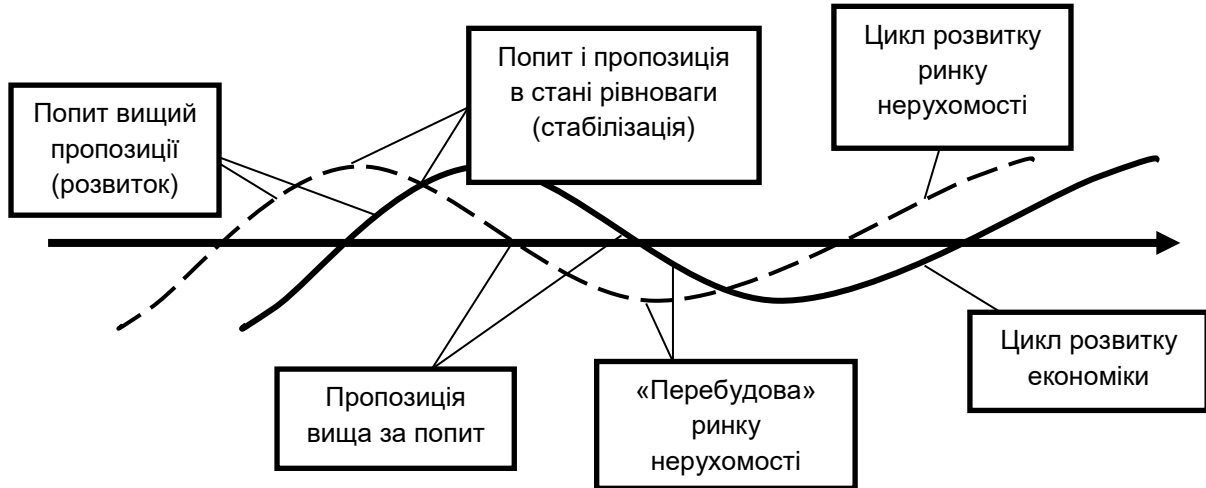 Попит вищий
пропозиції
(розвиток)
Попит і пропозиція
в стані рівноваги
(стабілізація)
Цикл розвитку
ринку
нерухомості
Пропозиція
вища за попит
«Перебудова»
ринку
нерухомості
Цикл розвитку
економіки